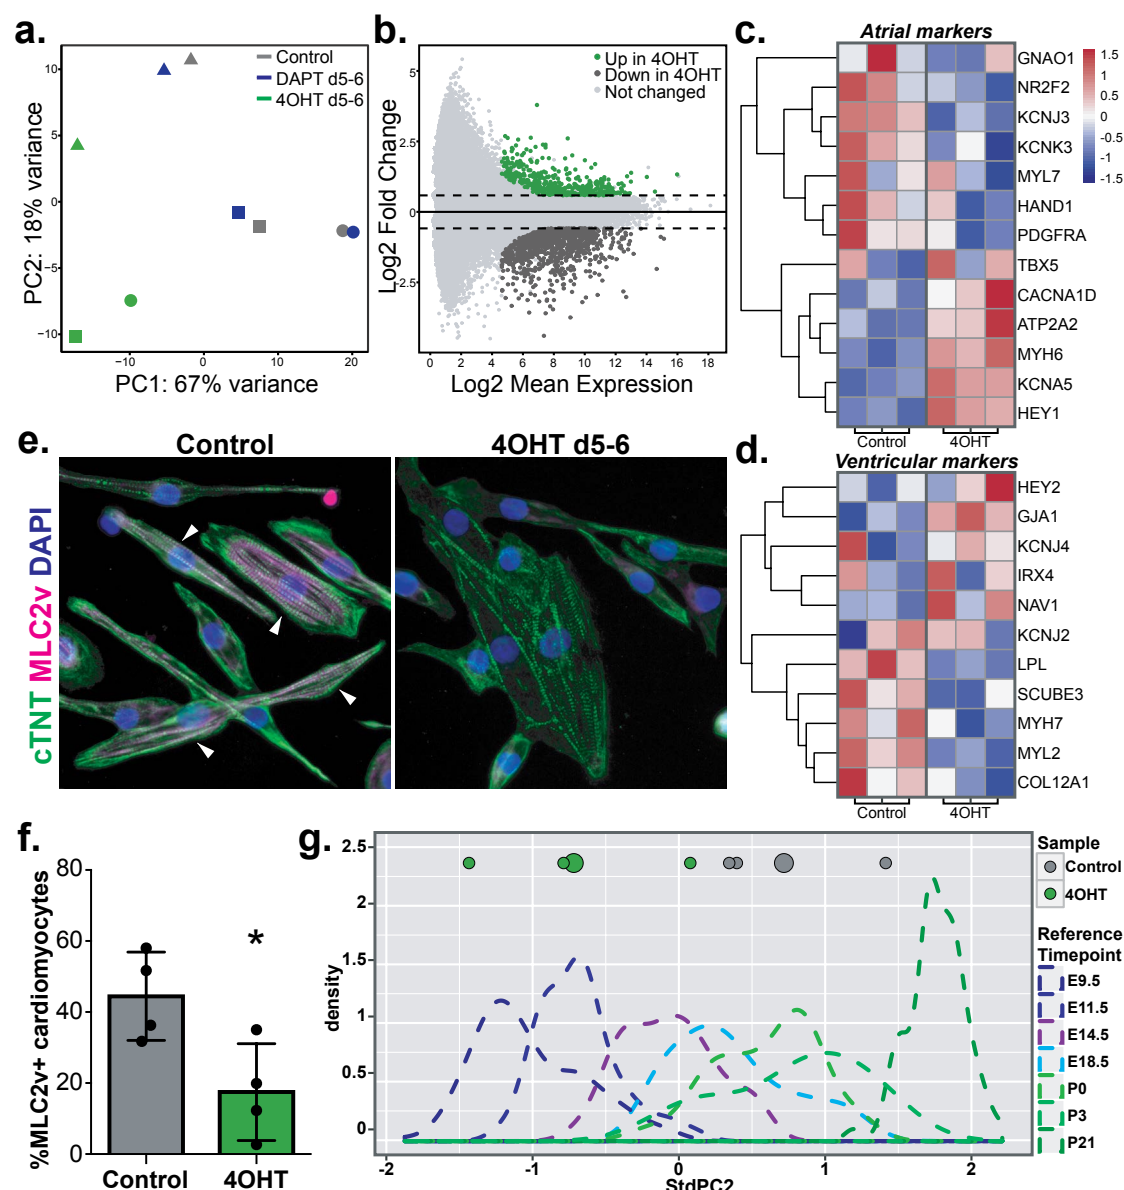 a.
Control
DAPT d5-6
4OHT d5-6
10
5
0
−5
−10
−10
0
10
20
PC2: 18% variance
PC1: 67% variance
b.
Up in 4OHT
Down in 4OHT
Not changed
5
2.5
0
-2.5
0
2
4
6
8
10
12
14
16
18
Log2 Fold Change
Log2 Mean Expression
c.
Atrial markers
GNAO1
NR2F2
KCNJ3
KCNK3
MYL7
HAND1
PDGFRA
TBX5
CACNA1D
ATP2A2
MYH6
KCNA5
HEY1
1.5
1
0.5
0
-0.5
-1
-1.5
Control
4OHT
d.
Ventricular markers
HEY2
GJA1
KCNJ4
IRX4
NAV1
KCNJ2
LPL
SCUBE3
MYH7
MYL2
COL12A1
Control
4OHT
e.
Control
4OHT d5-6
cTNT MLC2v DAPI
f.
80
60
40
20
0
*
%MLC2v+ cardiomyocytes
Control
4OHT
g.
2.5
2
1.5
1
0.5
0
density
-2
-1
0
1
2
StdPC2
Sample
Control
4OHT
Reference
Timepoint
E9.5
E11.5
E14.5
E18.5
P0
P3
P21